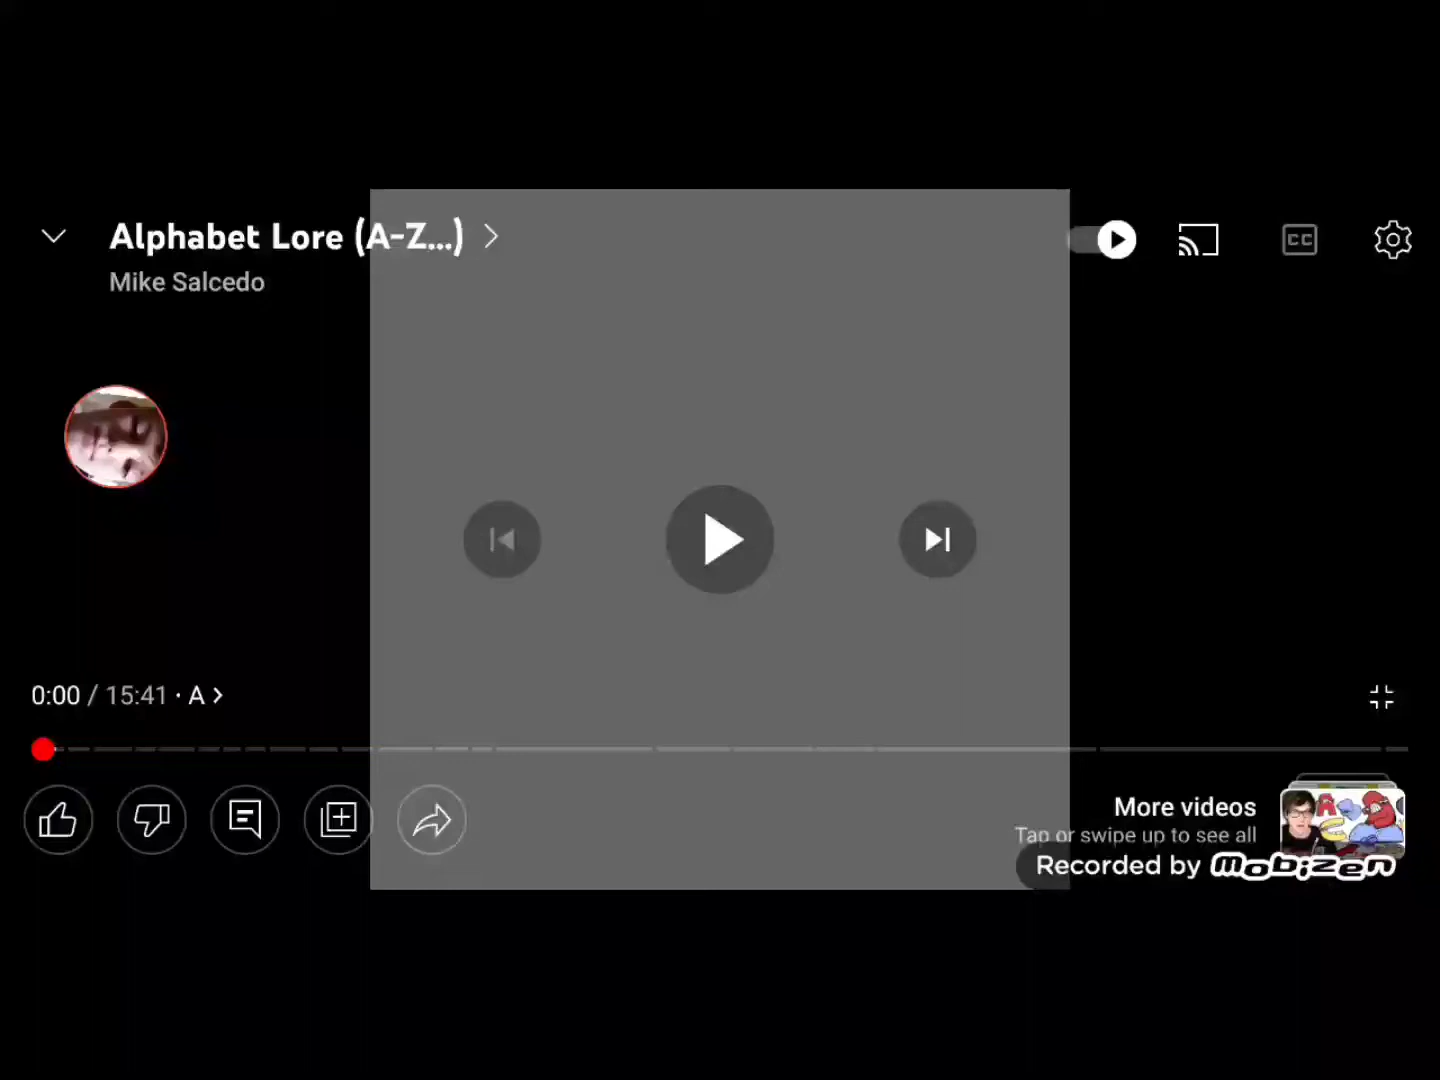 Alphabet Lore (A-Z...)
Mike Salcedo
CC
0:00 / 15:41 · A
More videos
Tap or swipe up to see all
Recorded by Mobizen